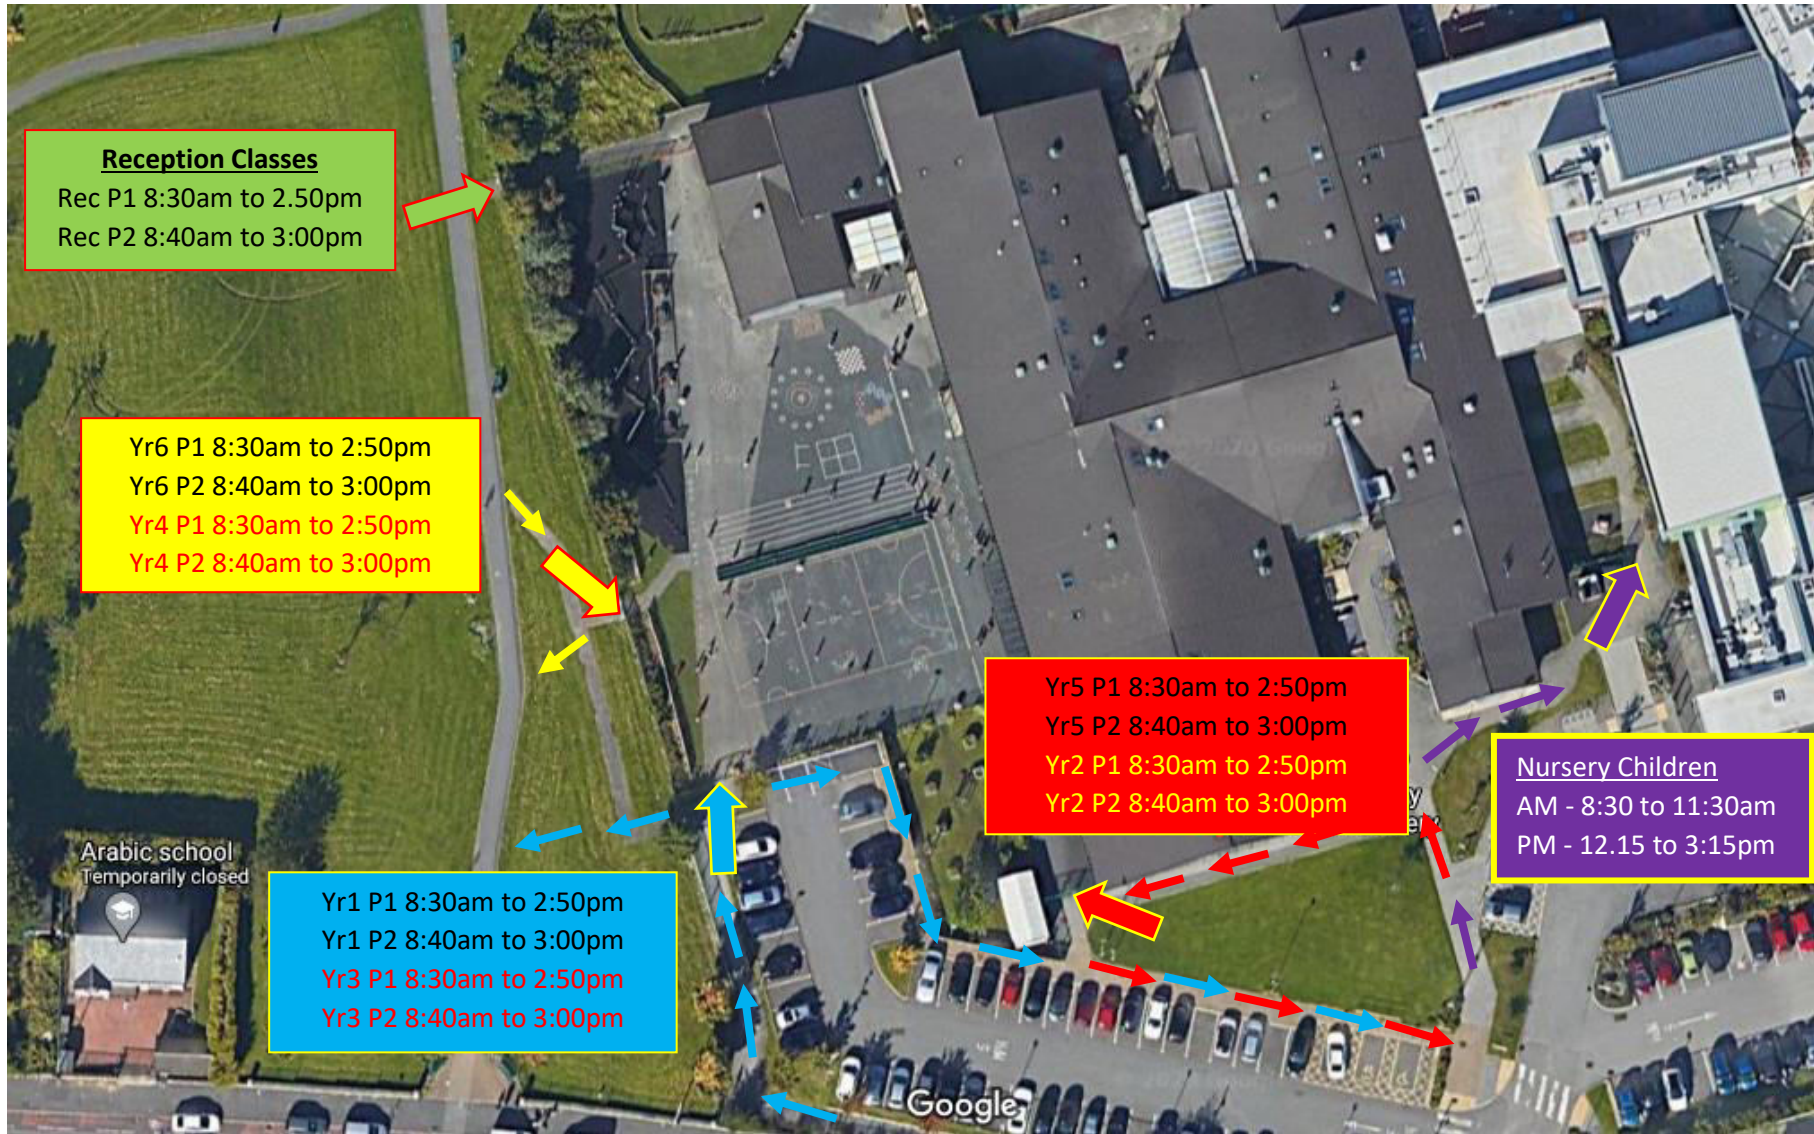 Reception Classes
Rec P1 8:30am to 2.50pm
Rec P2 8:40am to 3:00pm
Yr6 P1 8:30am to 2:50pm
Yr6 P2 8:40am to 3:00pm
Yr4 P1 8:30am to 2:50pm
Yr4 P2 8:40am to 3:00pm
Yr5 P1 8:30am to 2:50pm
Yr5 P2 8:40am to 3:00pm
Yr2 P1 8:30am to 2:50pm
Yr2 P2 8:40am to 3:00pm
Nursery Children
AM - 8:30 to 11:30am
PM - 12.15 to 3:15pm
Arabic school
Temporarily closed
Yr1 P1 8:30am to 2:50pm
Yr1 P2 8:40am to 3:00pm
Yr3 P1 8:30am to 2:50pm
Yr3 P2 8:40am to 3:00pm
Google